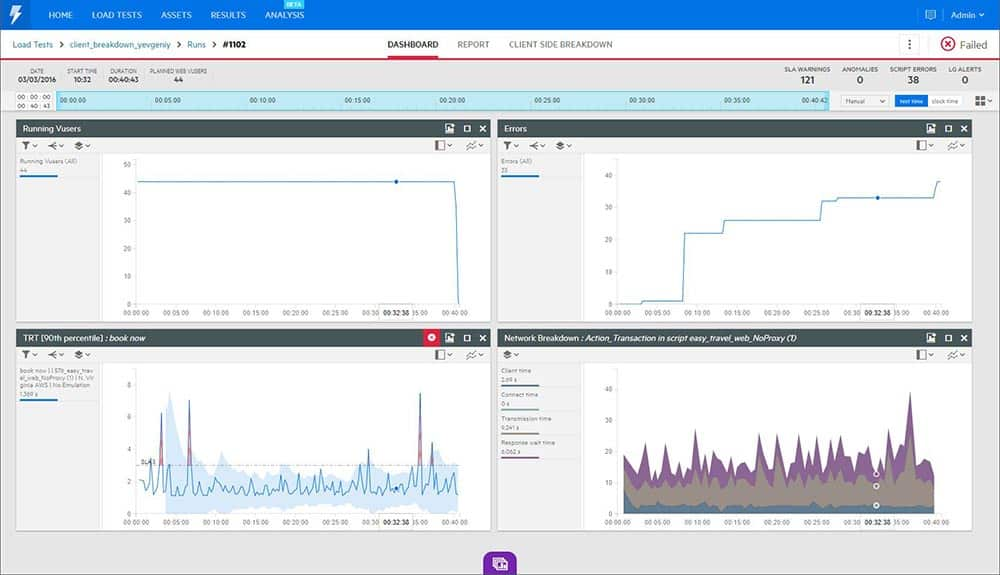 BETA
HOME LOAD TESTS ASSETS RESULTS ANALYSIS Admin
Load Tests > client_breakdown_yevgeniy > Runs > #1102 DASHBOARD REPORT CLIENT SIDE BREAKDOWN Failed
DATE START TIME DURATION PLANNED WEB VUSERS SLA WARNINGS ANOMALIES SCRIPT ERRORS LG ALERTS
03/03/2016 10:32 00:40:43 44 121 0 38 0
00 : 00 : 00
00 : 40 : 43
00:00:00 00:05:00 00:10:00 00:15:00 00:20:00 00:25:00 00:30:00 00:35:00 00:40:42 Manual test time clock time
Running Vusers
Running Vusers (All)
44
50
40
30
20
10
0
00:00:00 00:05:00 00:10:00 00:15:00 00:20:00 00:25:00 00:32:38 35:00 00:40:00
Errors
Errors (All)
33
40
30
20
10
0
00:00:00 00:05:00 00:10:00 00:15:00 00:20:00 00:25:00 00:32:38 35:00 00:40:00
TRT [90th percentile] : book now
book now | 1576_easy_trav
el_web_NoProxy (1) | N. Vir
ginia AWS | No Emulation
1.369 s
8
6
4
2
0
00:00:00 00:05:00 00:10:00 00:15:00 00:20:00 00:25:00 00:32:38 35:00 00:40:00
Network Breakdown : Action_Transaction in script easy_travel_web_NoProxy (1)
Client time
2.69 s
Connect time
0 s
Transmission time
9.241 s
Response wait time
6.062 s
40
30
20
10
0
00:00:00 00:05:00 00:10:00 00:15:00 00:20:00 00:25:00 00:32:38 35:00 00:40:00